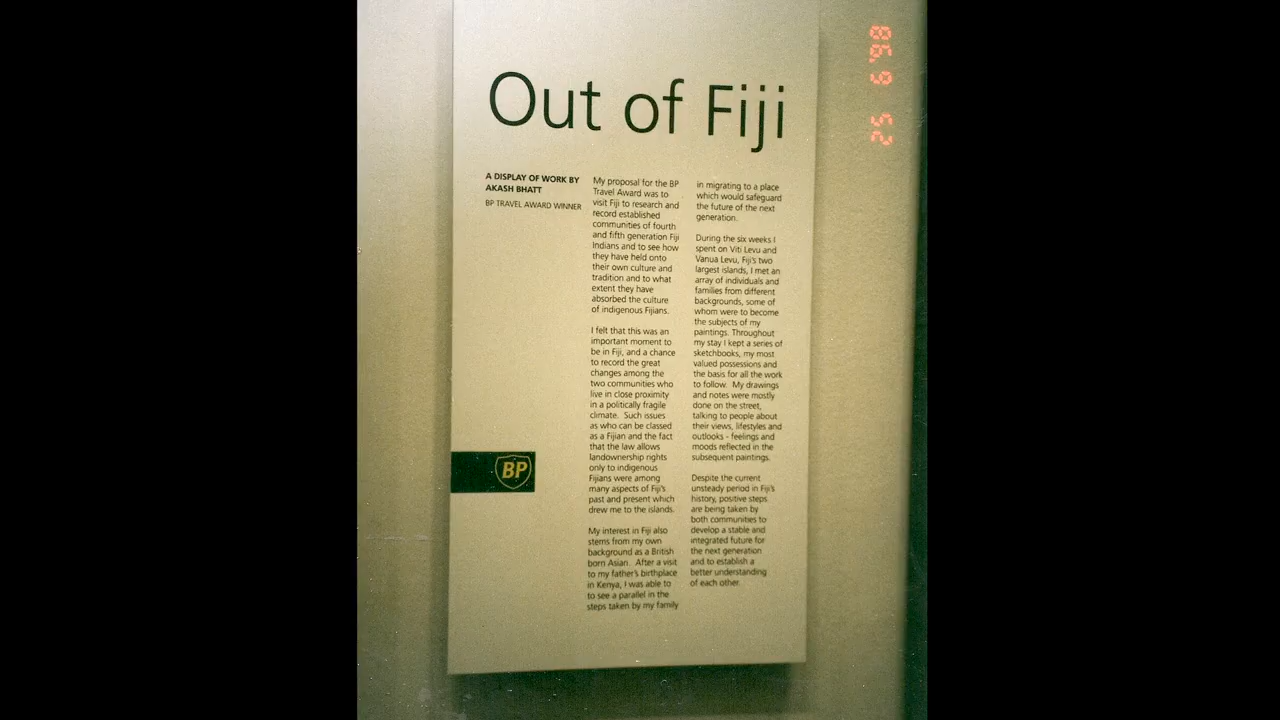 Out of Fiji
A DISPLAY OF WORK BY
AKASH BHATT
BP TRAVEL AWARD WINNER
My proposal for the BP
Travel Award was to
visit Fiji to research and
record established
communities of fourth
and fifth generation Fiji
Indians and to see how
they have held onto
their own culture and
tradition and to what
extent they have
absorbed the culture
of indigenous Fijians.
I felt that this was an
important moment to
be in Fiji, and a chance
to record the great
changes among the
two communities who
live in close proximity
in a politically fragile
climate. Such issues
as who can be classed
as a Fijian and the fact
that the law allows
landownership rights
only to indigenous
Fijians were among
many aspects of Fiji's
past and present which
drew me to the islands.
My interest in Fiji also
stems from my own
background as a British
born Asian. After a visit
to my father's birthplace
in Kenya, I was able to
to see a parallel in the
steps taken by my family
in migrating to a place
which would safeguard
the future of the next
generation.
During the six weeks I
spent on Viti Levu and
Vanua Levu, Fiji's two
largest islands, I met an
array of individuals and
families from different
backgrounds, some of
whom were to become
the subjects of my
paintings. Throughout
my stay I kept a series of
sketchbooks, my most
valued possessions and
the basis for all the work
to follow. My drawings
and notes were mostly
done on the street,
talking to people about
their views, lifestyles and
outlooks - feelings and
moods reflected in the
subsequent paintings.
Despite the current
unsteady period in Fiji's
history, positive steps
are being taken by
both communities to
develop a stable and
integrated future for
the next generation
and to establish a
better understanding
of each other.
BP
25 9 '98